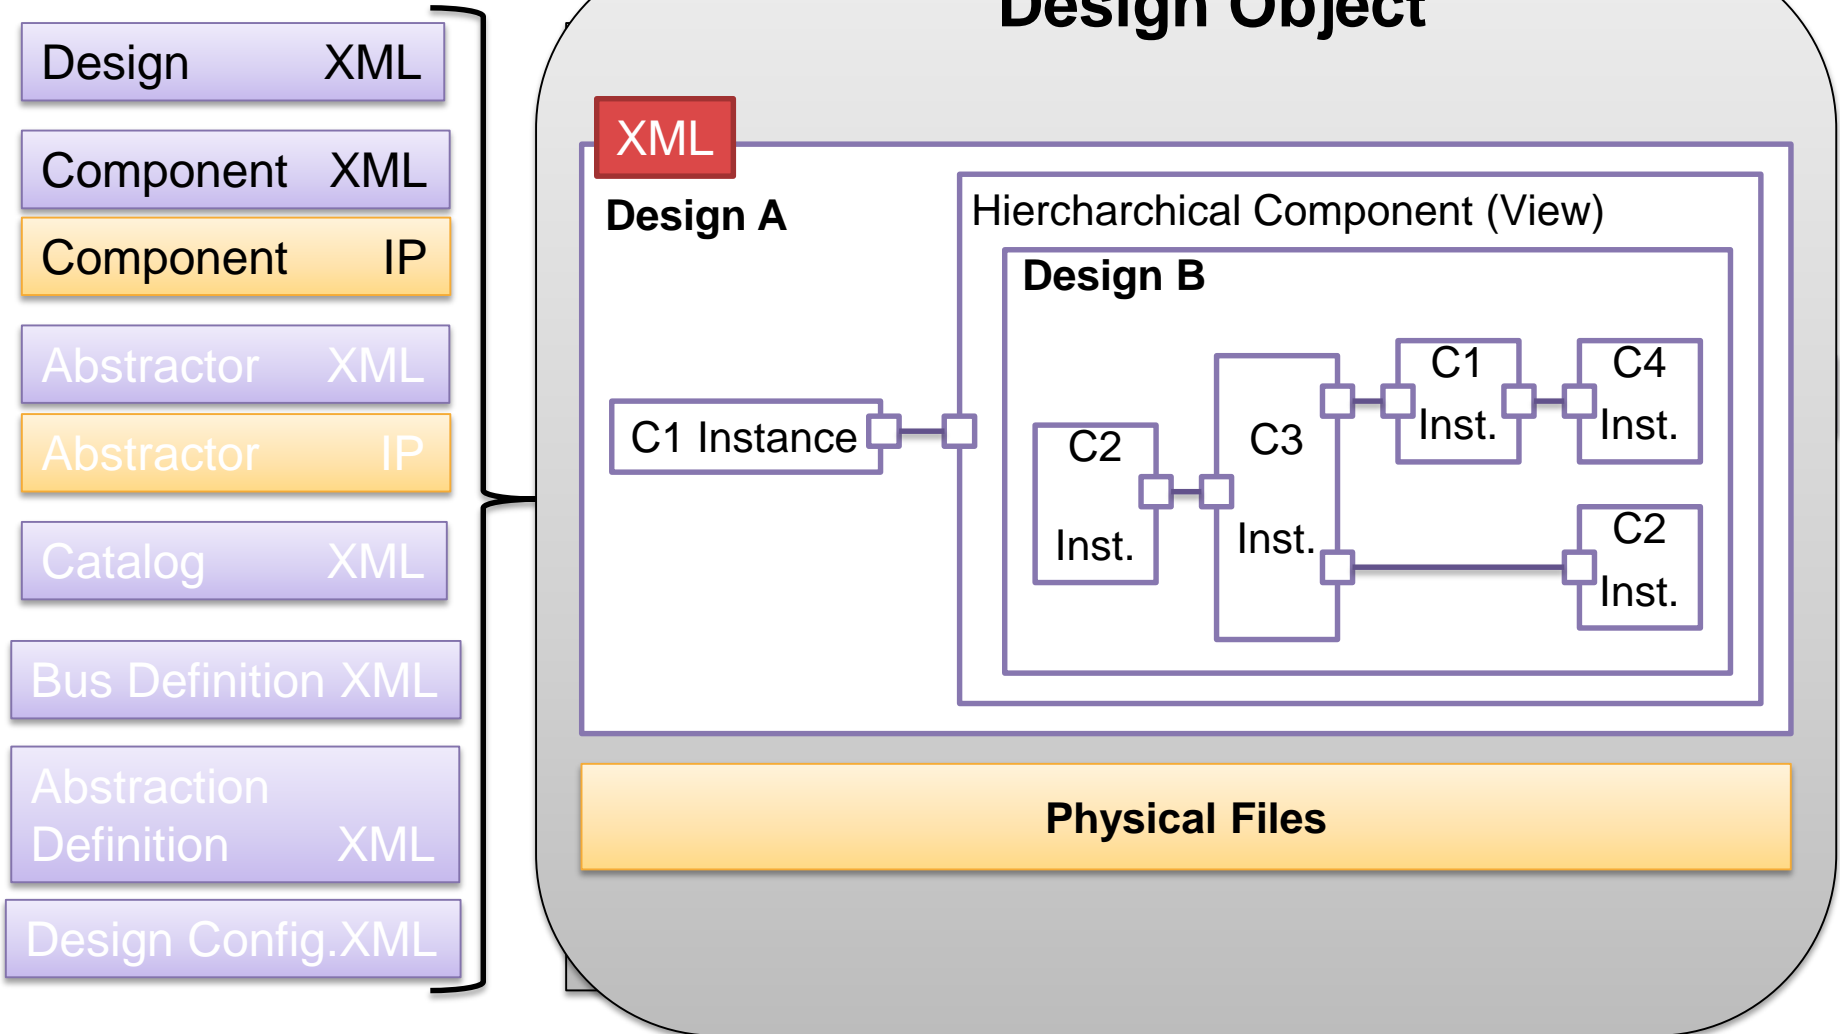 Design XML
Component XML
Component IP
Abstractor XML
Abstractor IP
Catalog XML
Bus Definition XML
Abstraction
Definition XML
Design Config.XML
Design Object
XML
Design A
Hiercharchical Component (View)
Design B
C1 Instance
C2
Inst.
C3
Inst.
C1
Inst.
C4
Inst.
C2
Inst.
Physical Files